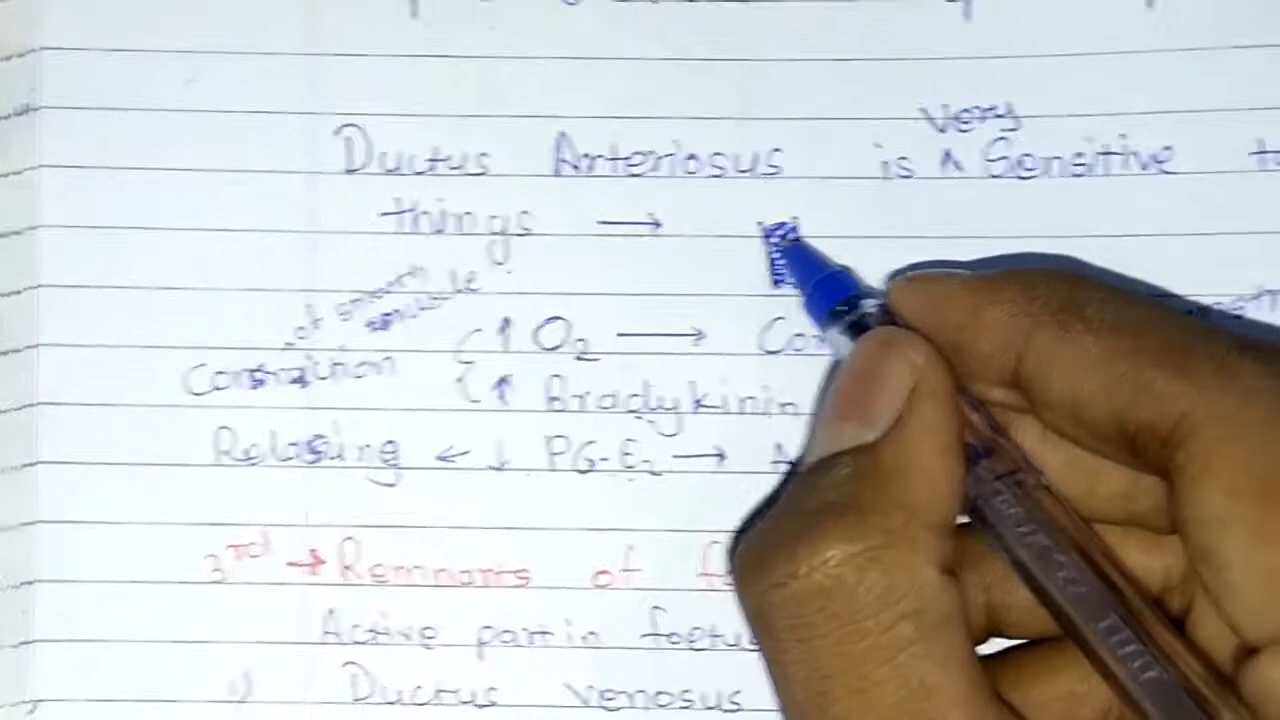 very
Ductus Arteriosus is ^ Sensitive
things →
of smooth muscle
( ↑ O₂ →
Constriction
( ↑ Bradykinin
Relaxing ← ↓ PG-E₂ →
3rd → Remnants of
Active part in foetus
1) Ductus venosus